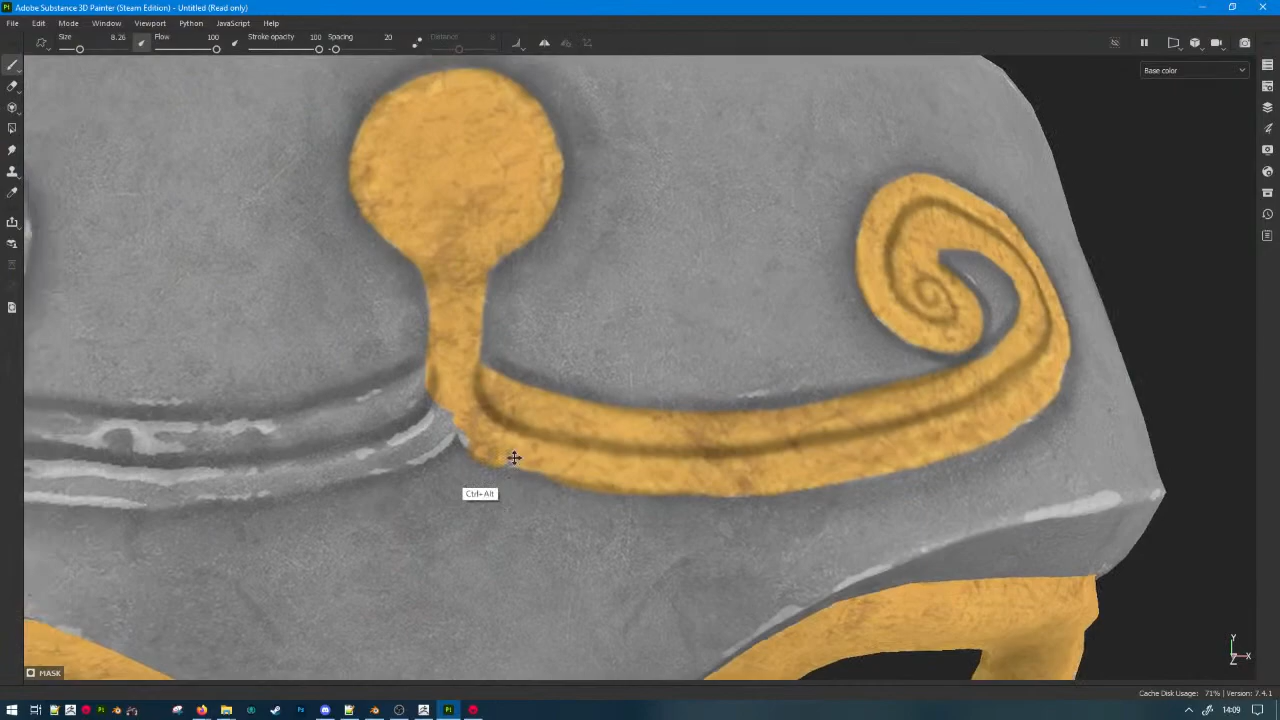 Adobe Substance 3D Painter (Steam Edition) - Untitled (Read only)
File Edit Mode Window Viewport Python JavaScript Help
Size 8.26 Flow 100 Stroke opacity 100 Spacing 20 Distance 8
Base color
Ctrl+Alt
Y
X
Z
MASK
Cache Disk Usage: 71% | Version: 7.4.1
14:09